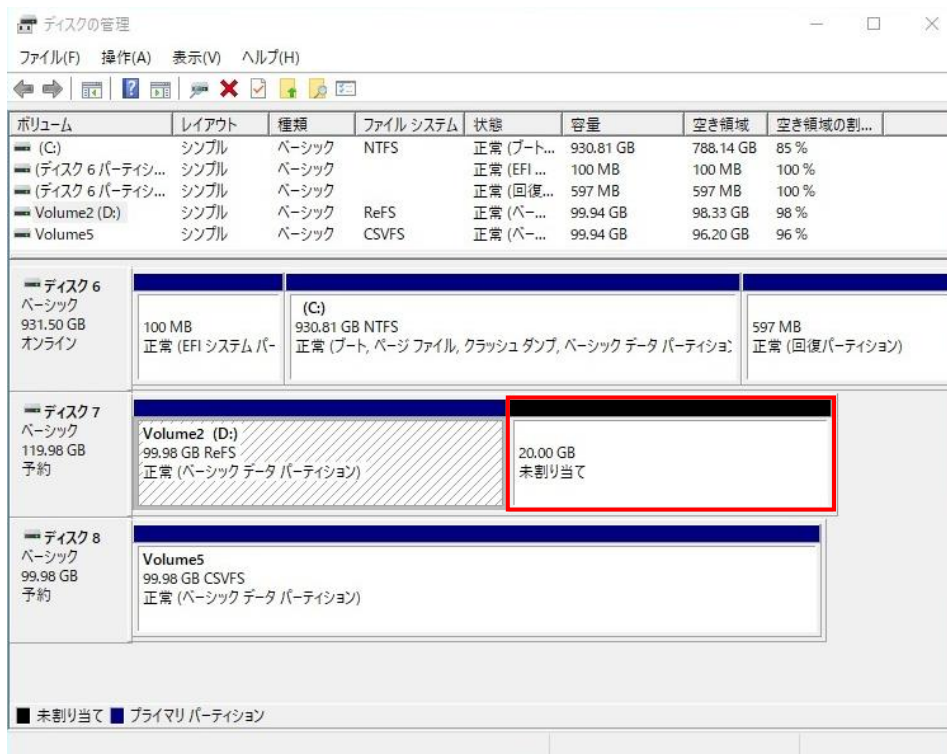 ディスクの管理
ファイル(F) 操作(A) 表示(V) ヘルプ(H)
ボリューム レイアウト 種類 ファイル システム 状態 容量 空き領域 空き領域の割...
(C:) シンプル ベーシック NTFS 正常 (ブート... 930.81 GB 788.14 GB 85 %
(ディスク 6 パーティシ... シンプル ベーシック 正常 (EFI ... 100 MB 100 MB 100 %
(ディスク 6 パーティシ... シンプル ベーシック 正常 (回復... 597 MB 597 MB 100 %
Volume2 (D:) シンプル ベーシック ReFS 正常 (ベー... 99.94 GB 98.33 GB 98 %
Volume5 シンプル ベーシック CSVFS 正常 (ベー... 99.94 GB 96.20 GB 96 %
ディスク 6
ベーシック
931.50 GB
オンライン
100 MB
正常 (EFI システム パー
(C:)
930.81 GB NTFS
正常 (ブート, ページ ファイル, クラッシュ ダンプ, ベーシック データ パーティション
597 MB
正常 (回復パーティション)
ディスク 7
ベーシック
119.98 GB
予約
Volume2 (D:)
99.98 GB ReFS
正常 (ベーシック データ パーティション)
20.00 GB
未割り当て
ディスク 8
ベーシック
99.98 GB
予約
Volume5
99.98 GB CSVFS
正常 (ベーシック データ パーティション)
未割り当て プライマリ パーティション